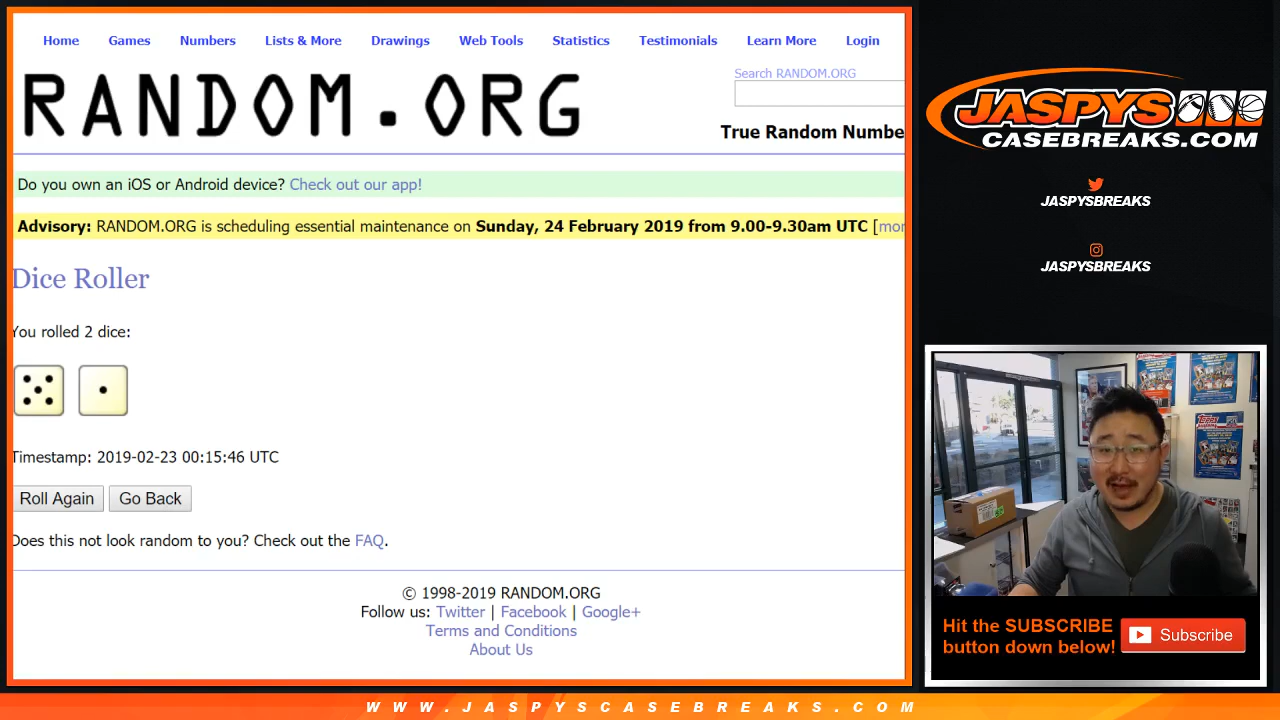 Home Games Numbers Lists & More Drawings Web Tools Statistics Testimonials Learn More Login
Search RANDOM.ORG
RANDOM.ORG
True Random Numbe
Do you own an iOS or Android device? Check out our app!
Advisory: RANDOM.ORG is scheduling essential maintenance on Sunday, 24 February 2019 from 9.00-9.30am UTC [mor
Dice Roller
You rolled 2 dice:
Timestamp: 2019-02-23 00:15:46 UTC
Roll Again Go Back
Does this not look random to you? Check out the FAQ.
© 1998-2019 RANDOM.ORG
Follow us: Twitter | Facebook | Google+
Terms and Conditions
About Us
JASPYS
CASEBREAKS.COM
JASPYSBREAKS
JASPYSBREAKS
Topps
Hit the SUBSCRIBE
button down below!
Subscribe
WWW.JASPYSCASEBREAKS.COM